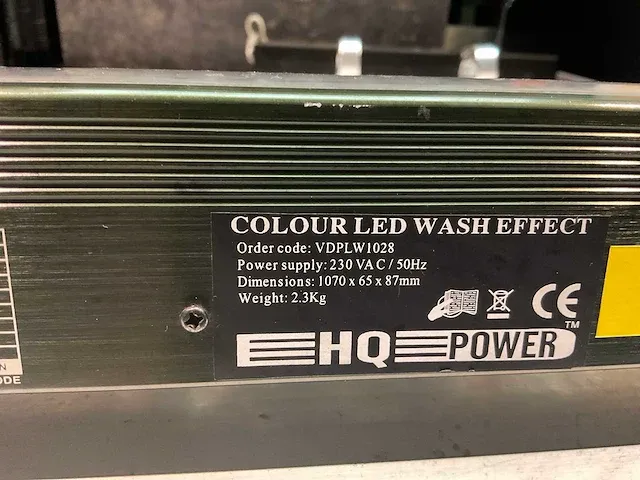 COLOUR LED WASH EFFECT
Order code: VDPLW1028
Power supply: 230 VAC / 50Hz
Dimensions: 1070 x 65 x 87mm
Weight: 2.3Kg
CE
HQ POWER TM
N
ODE